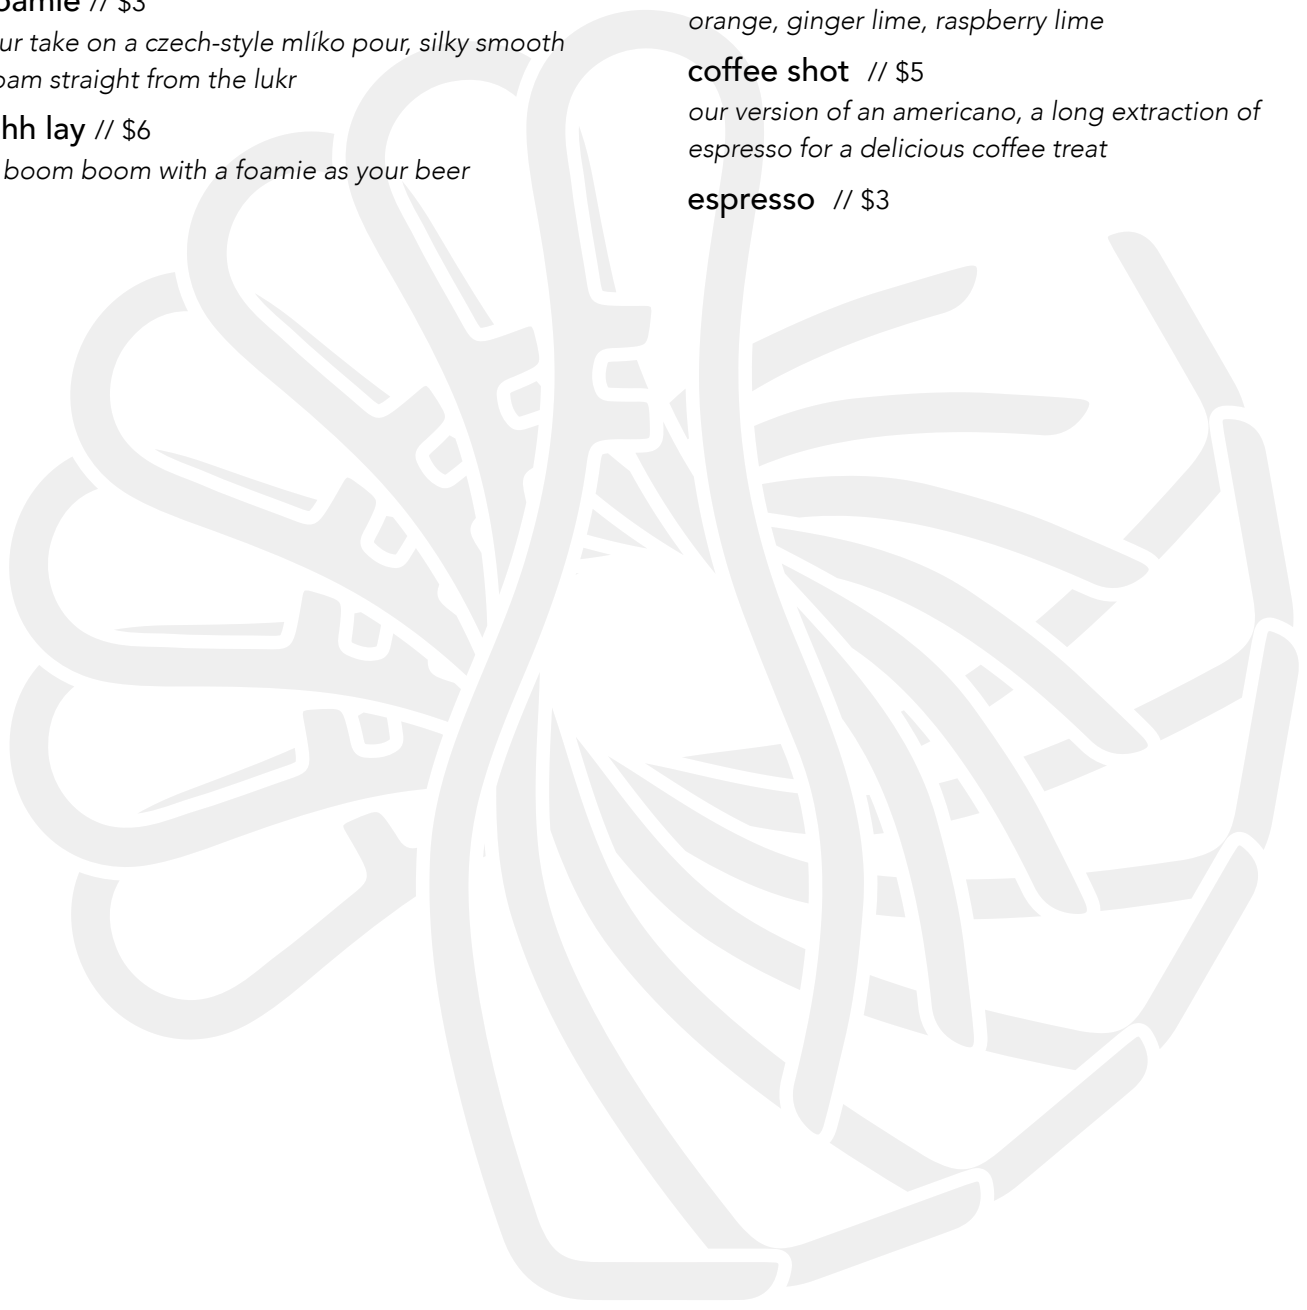 oamie // $3
ur take on a czech-style mlíko pour, silky smooth
oam straight from the lukr
hh lay // $6
boom boom with a foamie as your beer
orange, ginger lime, raspberry lime
coffee shot // $5
our version of an americano, a long extraction of
espresso for a delicious coffee treat
espresso // $3